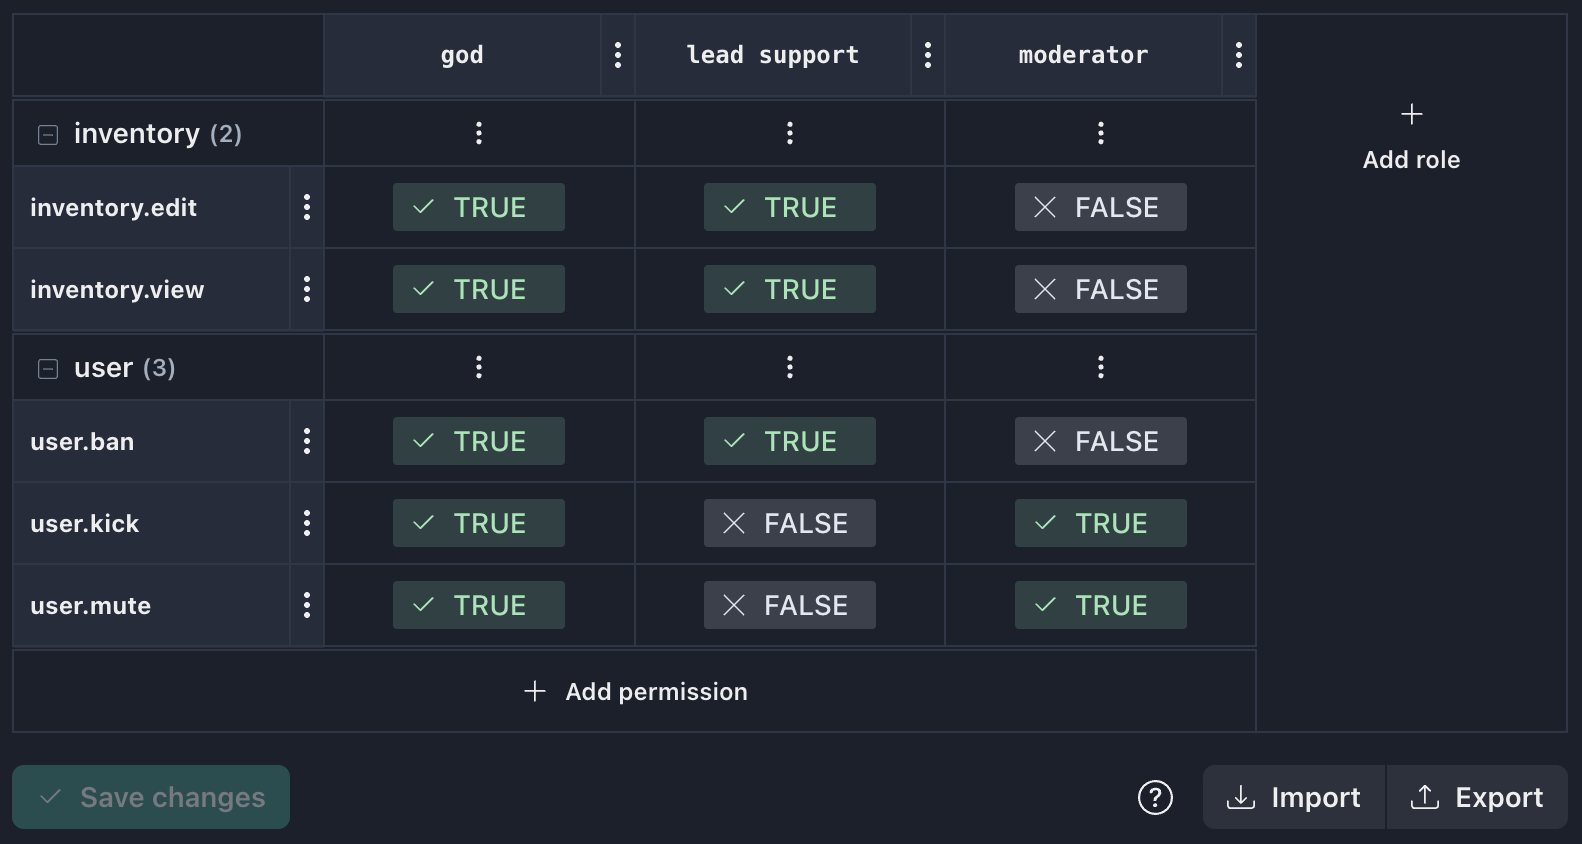 god lead support moderator
inventory (2)
Add role
inventory.edit TRUE TRUE FALSE
inventory.view TRUE TRUE FALSE
user (3)
user.ban TRUE TRUE FALSE
user.kick TRUE FALSE TRUE
user.mute TRUE FALSE TRUE
Add permission
Save changes ? Import Export